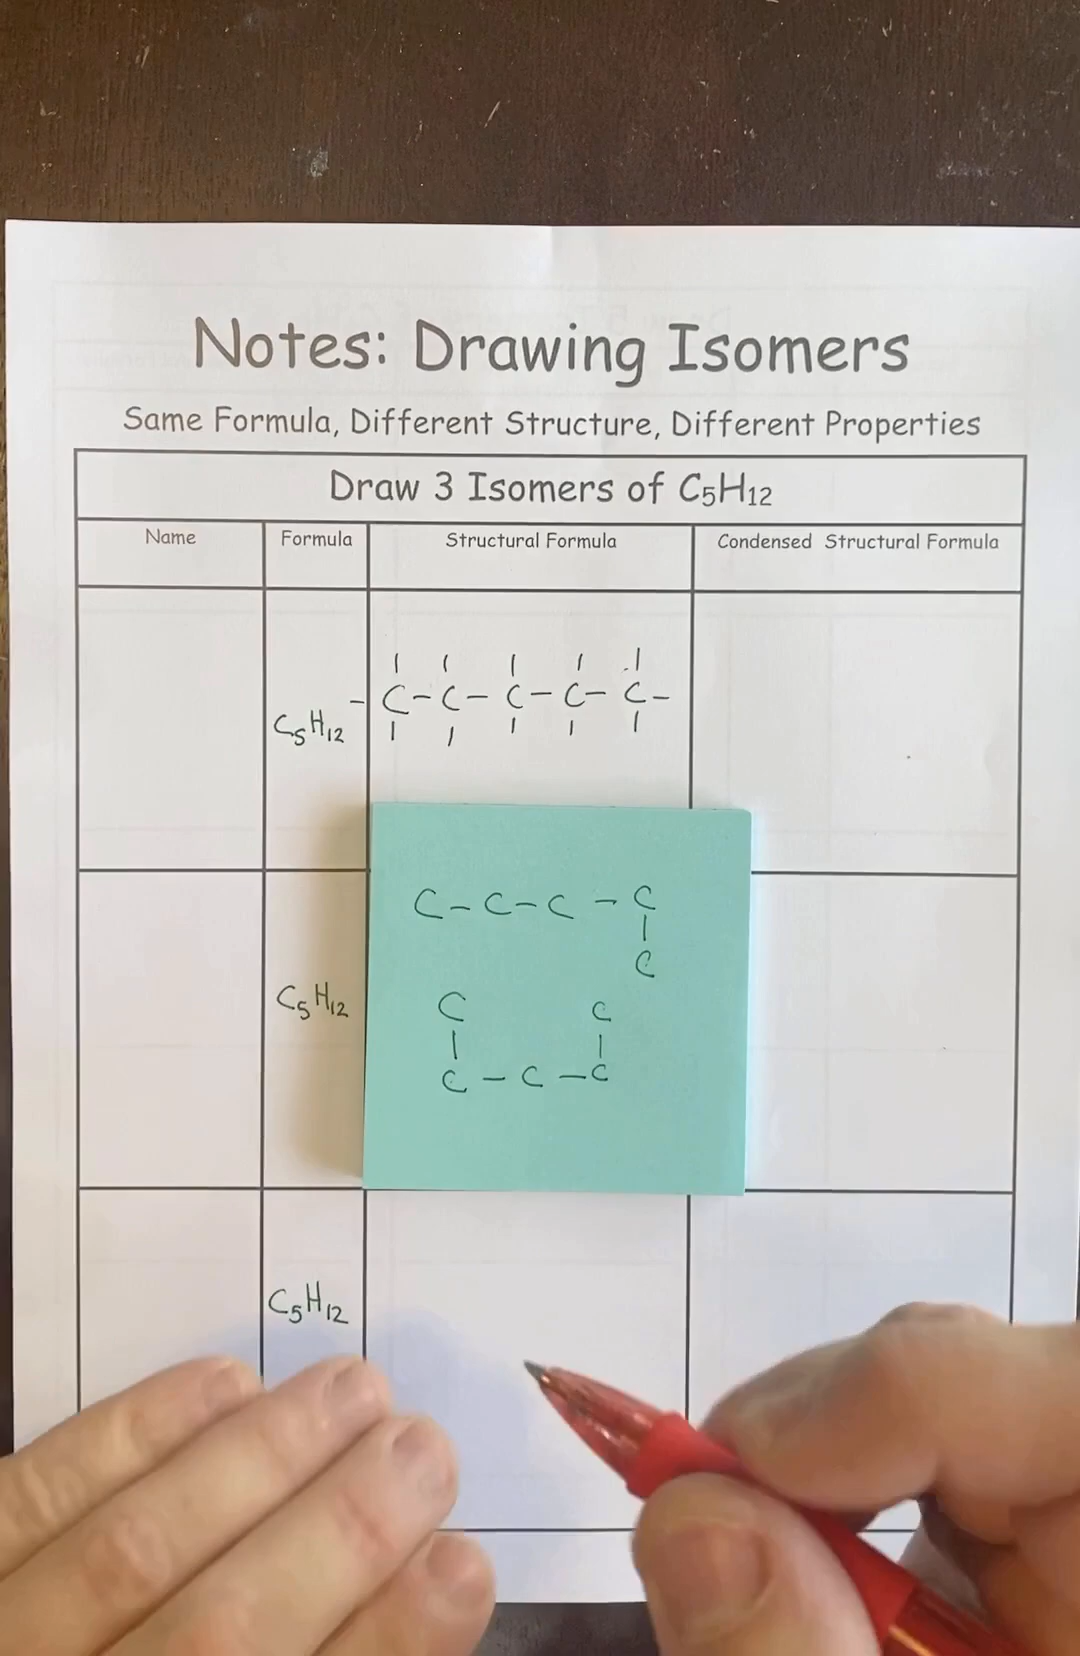 Notes: Drawing Isomers
Same Formula, Different Structure, Different Properties
Draw 3 Isomers of C₅H₁₂
Name Formula Structural Formula Condensed Structural Formula
C₅H₁₂
– C – C – C – C – C –
C₅H₁₂
C – C – C – C
|
C
C C
| |
C – C – C
C₅H₁₂